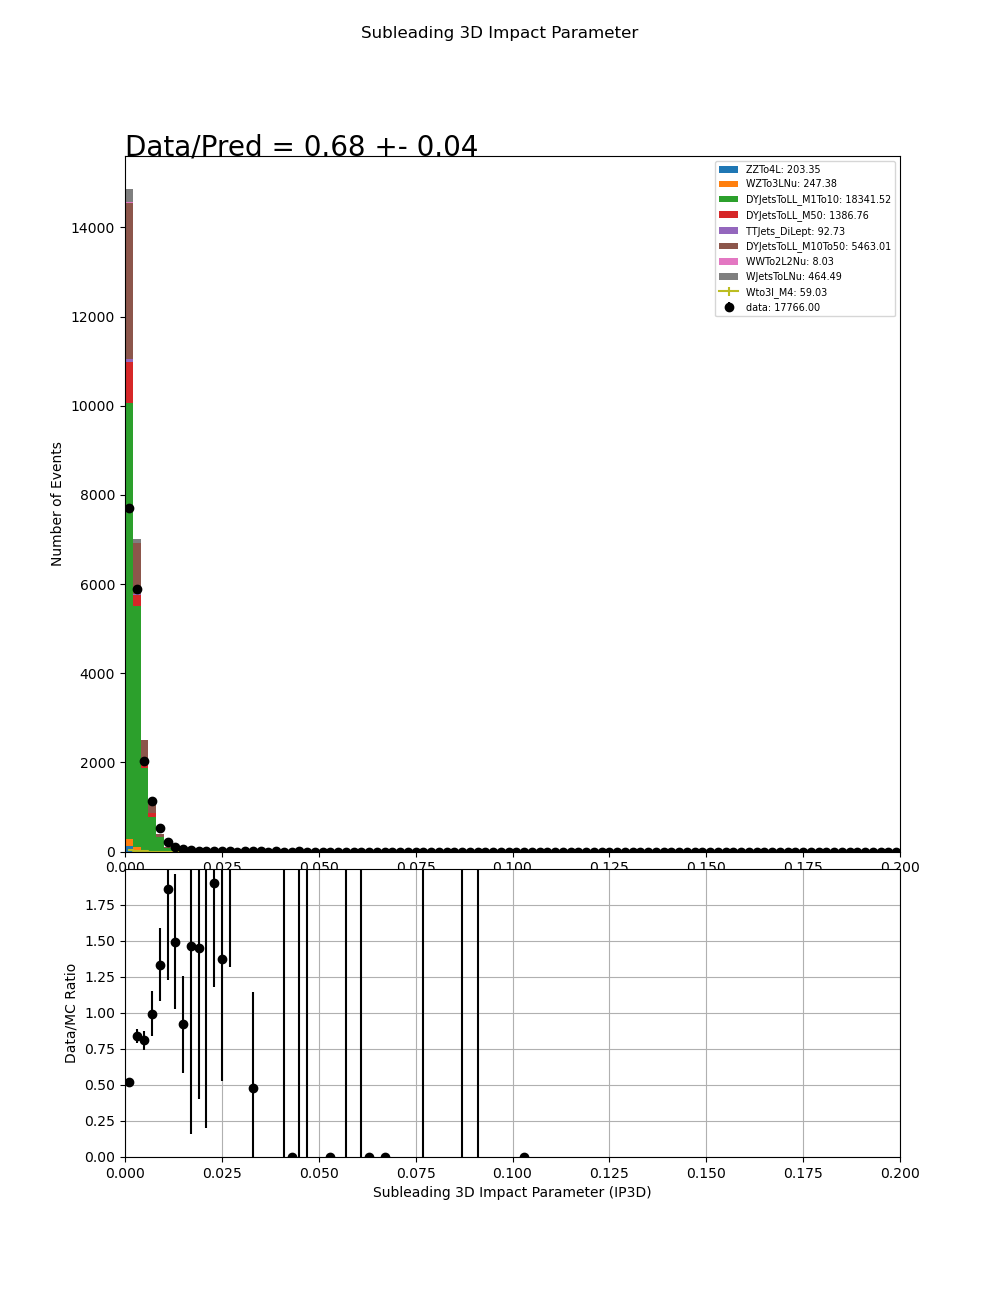 Subleading 3D Impact Parameter
Data/Pred = 0.68 +- 0.04
ZZTo4L: 203.35
WZTo3LNu: 247.38
DYJetsToLL_M1To10: 18341.52
DYJetsToLL_M50: 1386.76
TTJets_DiLept: 92.73
DYJetsToLL_M10To50: 5463.01
WWTo2L2Nu: 8.03
WJetsToLNu: 464.49
Wto3l_M4: 59.03
data: 17766.00
Number of Events
14000
12000
10000
8000
6000
4000
2000
0
0.000 0.025 0.050 0.075 0.100 0.125 0.150 0.175 0.200
Data/MC Ratio
1.75
1.50
1.25
1.00
0.75
0.50
0.25
0.00
0.000 0.025 0.050 0.075 0.100 0.125 0.150 0.175 0.200
Subleading 3D Impact Parameter (IP3D)